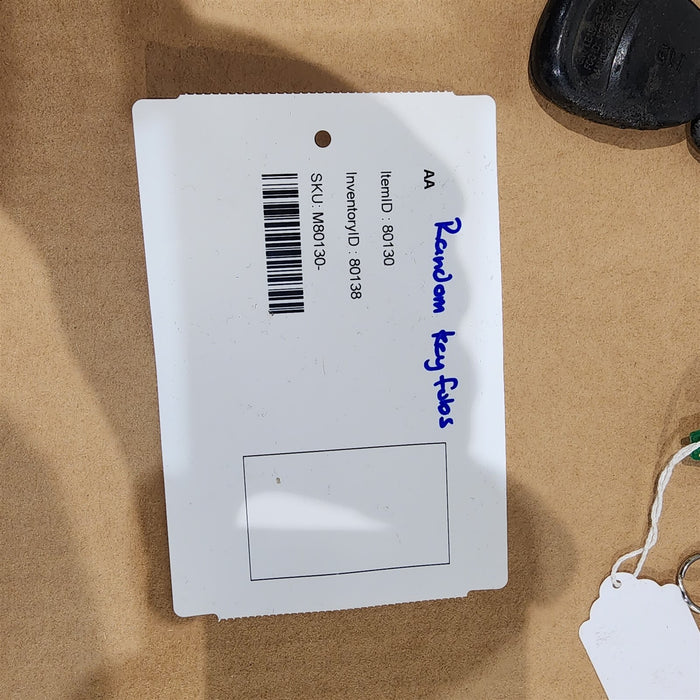 Random key fobs
AA
ItemID : 80130
InventoryID : 80138
SKU: M80130-